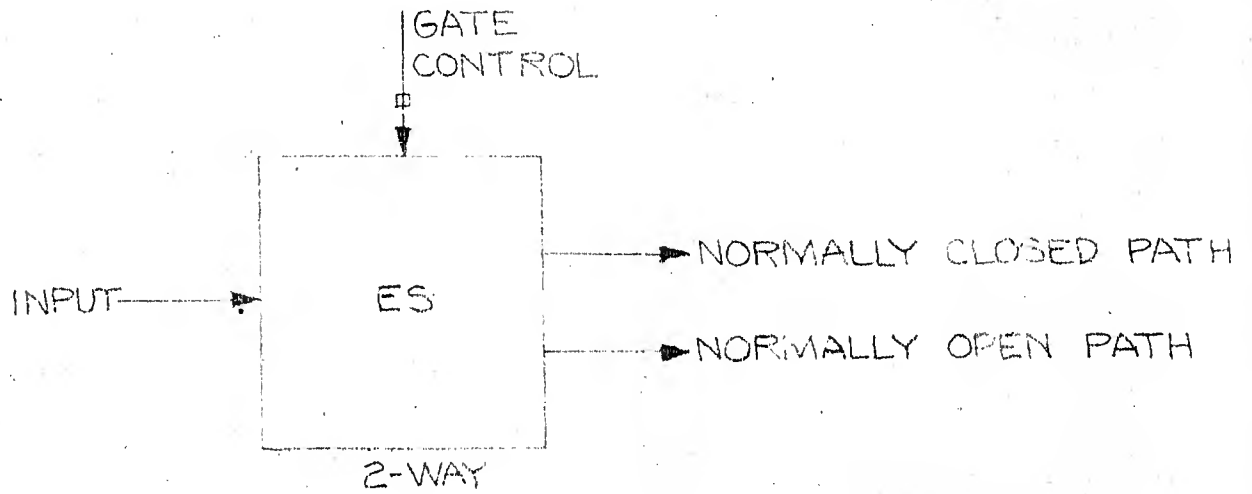 GATE
CONTROL
NORMALLY CLOSED PATH
INPUT
ES
NORMALLY OPEN PATH
2-WAY